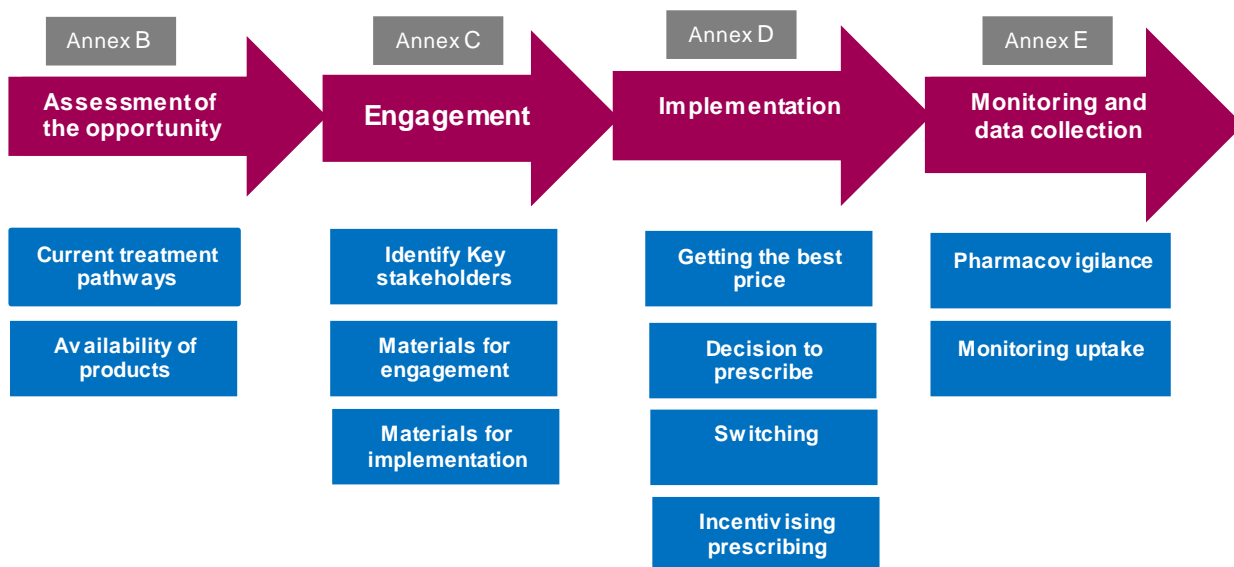 Annex B
Assessment of
the opportunity
Current treatment
pathways
Availability of
products
Annex C
Engagement
Identify Key
stakeholders
Materials for
engagement
Materials for
implementation
Annex D
Implementation
Getting the best
price
Decision to
prescribe
Switching
Incentivising
prescribing
Annex E
Monitoring and
data collection
Pharmacovigilance
Monitoring uptake